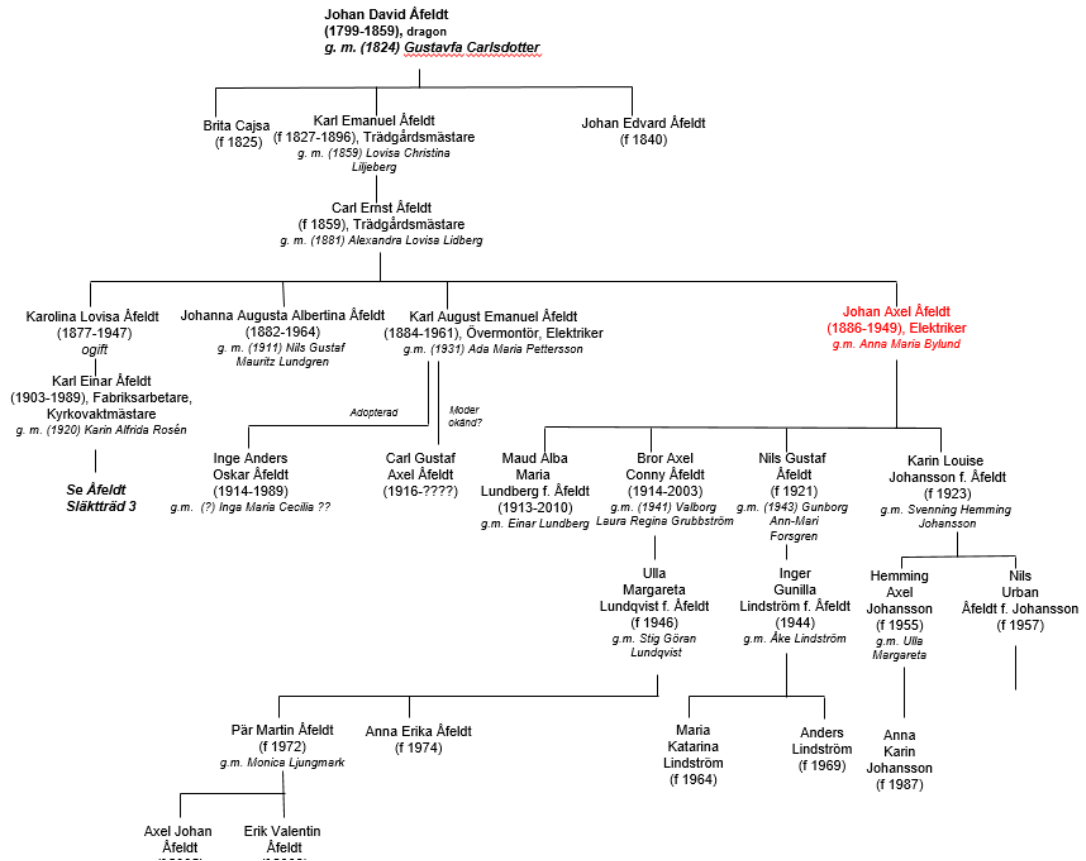 Johan David Åfeldt
(1799-1859), dragon
g. m. (1824) Gustavfa Carlsdotter
Brita Cajsa
(f 1825)
Karl Emanuel Åfeldt
(f 1827-1896), Trädgårdsmästare
g. m. (1859) Lovisa Christina
Liljeberg
Johan Edvard Åfeldt
(f 1840)
Carl Ernst Åfeldt
(f 1859), Trädgårdsmästare
g. m. (1881) Alexandra Lovisa Lidberg
Karolina Lovisa Åfeldt
(1877-1947)
ogift
Johanna Augusta Albertina Åfeldt
(1882-1964)
g. m. (1911) Nils Gustaf
Mauritz Lundgren
Karl August Emanuel Åfeldt
(1884-1961), Övermontör, Elektriker
g.m. (1931) Ada Maria Pettersson
Johan Axel Åfeldt
(1886-1949), Elektriker
g.m. Anna Maria Bylund
Karl Einar Åfeldt
(1903-1989), Fabriksarbetare,
Kyrkovaktmästare
g. m. (1920) Karin Alfrida Rosén
Se Åfeldt
Släktträd 3
Adopterad
Moder
okänd?
Inge Anders
Oskar Åfeldt
(1914-1989)
g.m. (?) Inga Maria Cecilia ??
Carl Gustaf
Axel Åfeldt
(1916-????)
Maud Alba
Maria
Lundberg f. Åfeldt
(1913-2010)
g.m. Einar Lundberg
Bror Axel
Conny Åfeldt
(1914-2003)
g.m. (1941) Valborg
Laura Regina Grubbström
Nils Gustaf
Åfeldt
(f 1921)
g.m. (1943) Gunborg
Ann-Mari
Forsgren
Karin Louise
Johansson f. Åfeldt
(f 1923)
g.m. Svenning Hemming
Johansson
Ulla
Margareta
Lundqvist f. Åfeldt
(f 1946)
g.m. Stig Göran
Lundqvist
Inger
Gunilla
Lindström f. Åfeldt
(1944)
g.m. Åke Lindström
Hemming
Axel
Johansson
(f 1955)
g.m. Ulla
Margareta
Nils
Urban
Åfeldt f. Johansson
(f 1957)
Pär Martin Åfeldt
(f 1972)
g.m. Monica Ljungmark
Anna Erika Åfeldt
(f 1974)
Maria
Katarina
Lindström
(f 1964)
Anders
Lindström
(f 1969)
Anna
Karin
Johansson
(f 1987)
Axel Johan
Åfeldt
Erik Valentin
Åfeldt